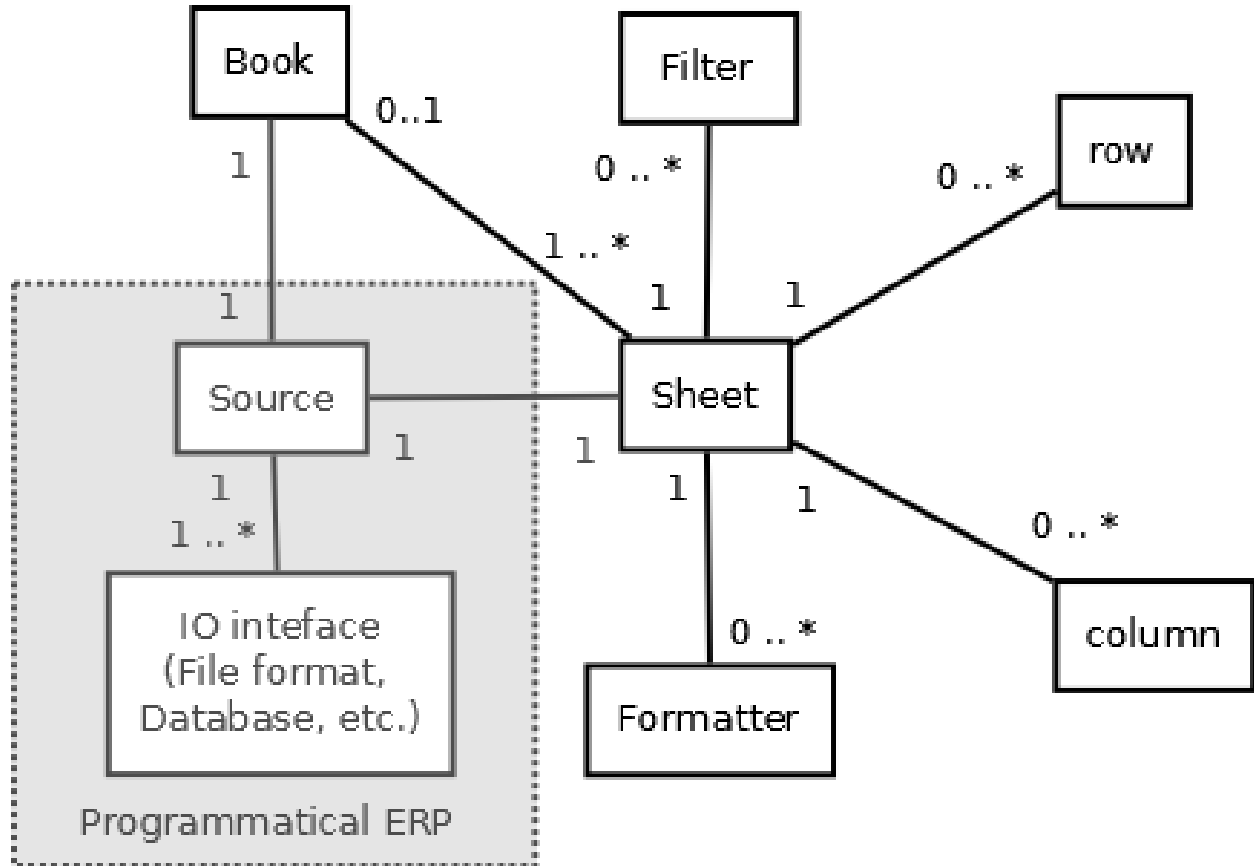 Book
Filter
row
0..1
1
0 .. *
0 .. *
1 .. *
1
1
1
Source
Sheet
1
1
1
1
1
1 .. *
0 .. *
IO inteface
(File format,
Database, etc.)
0 .. *
column
Formatter
Programmatical ERP